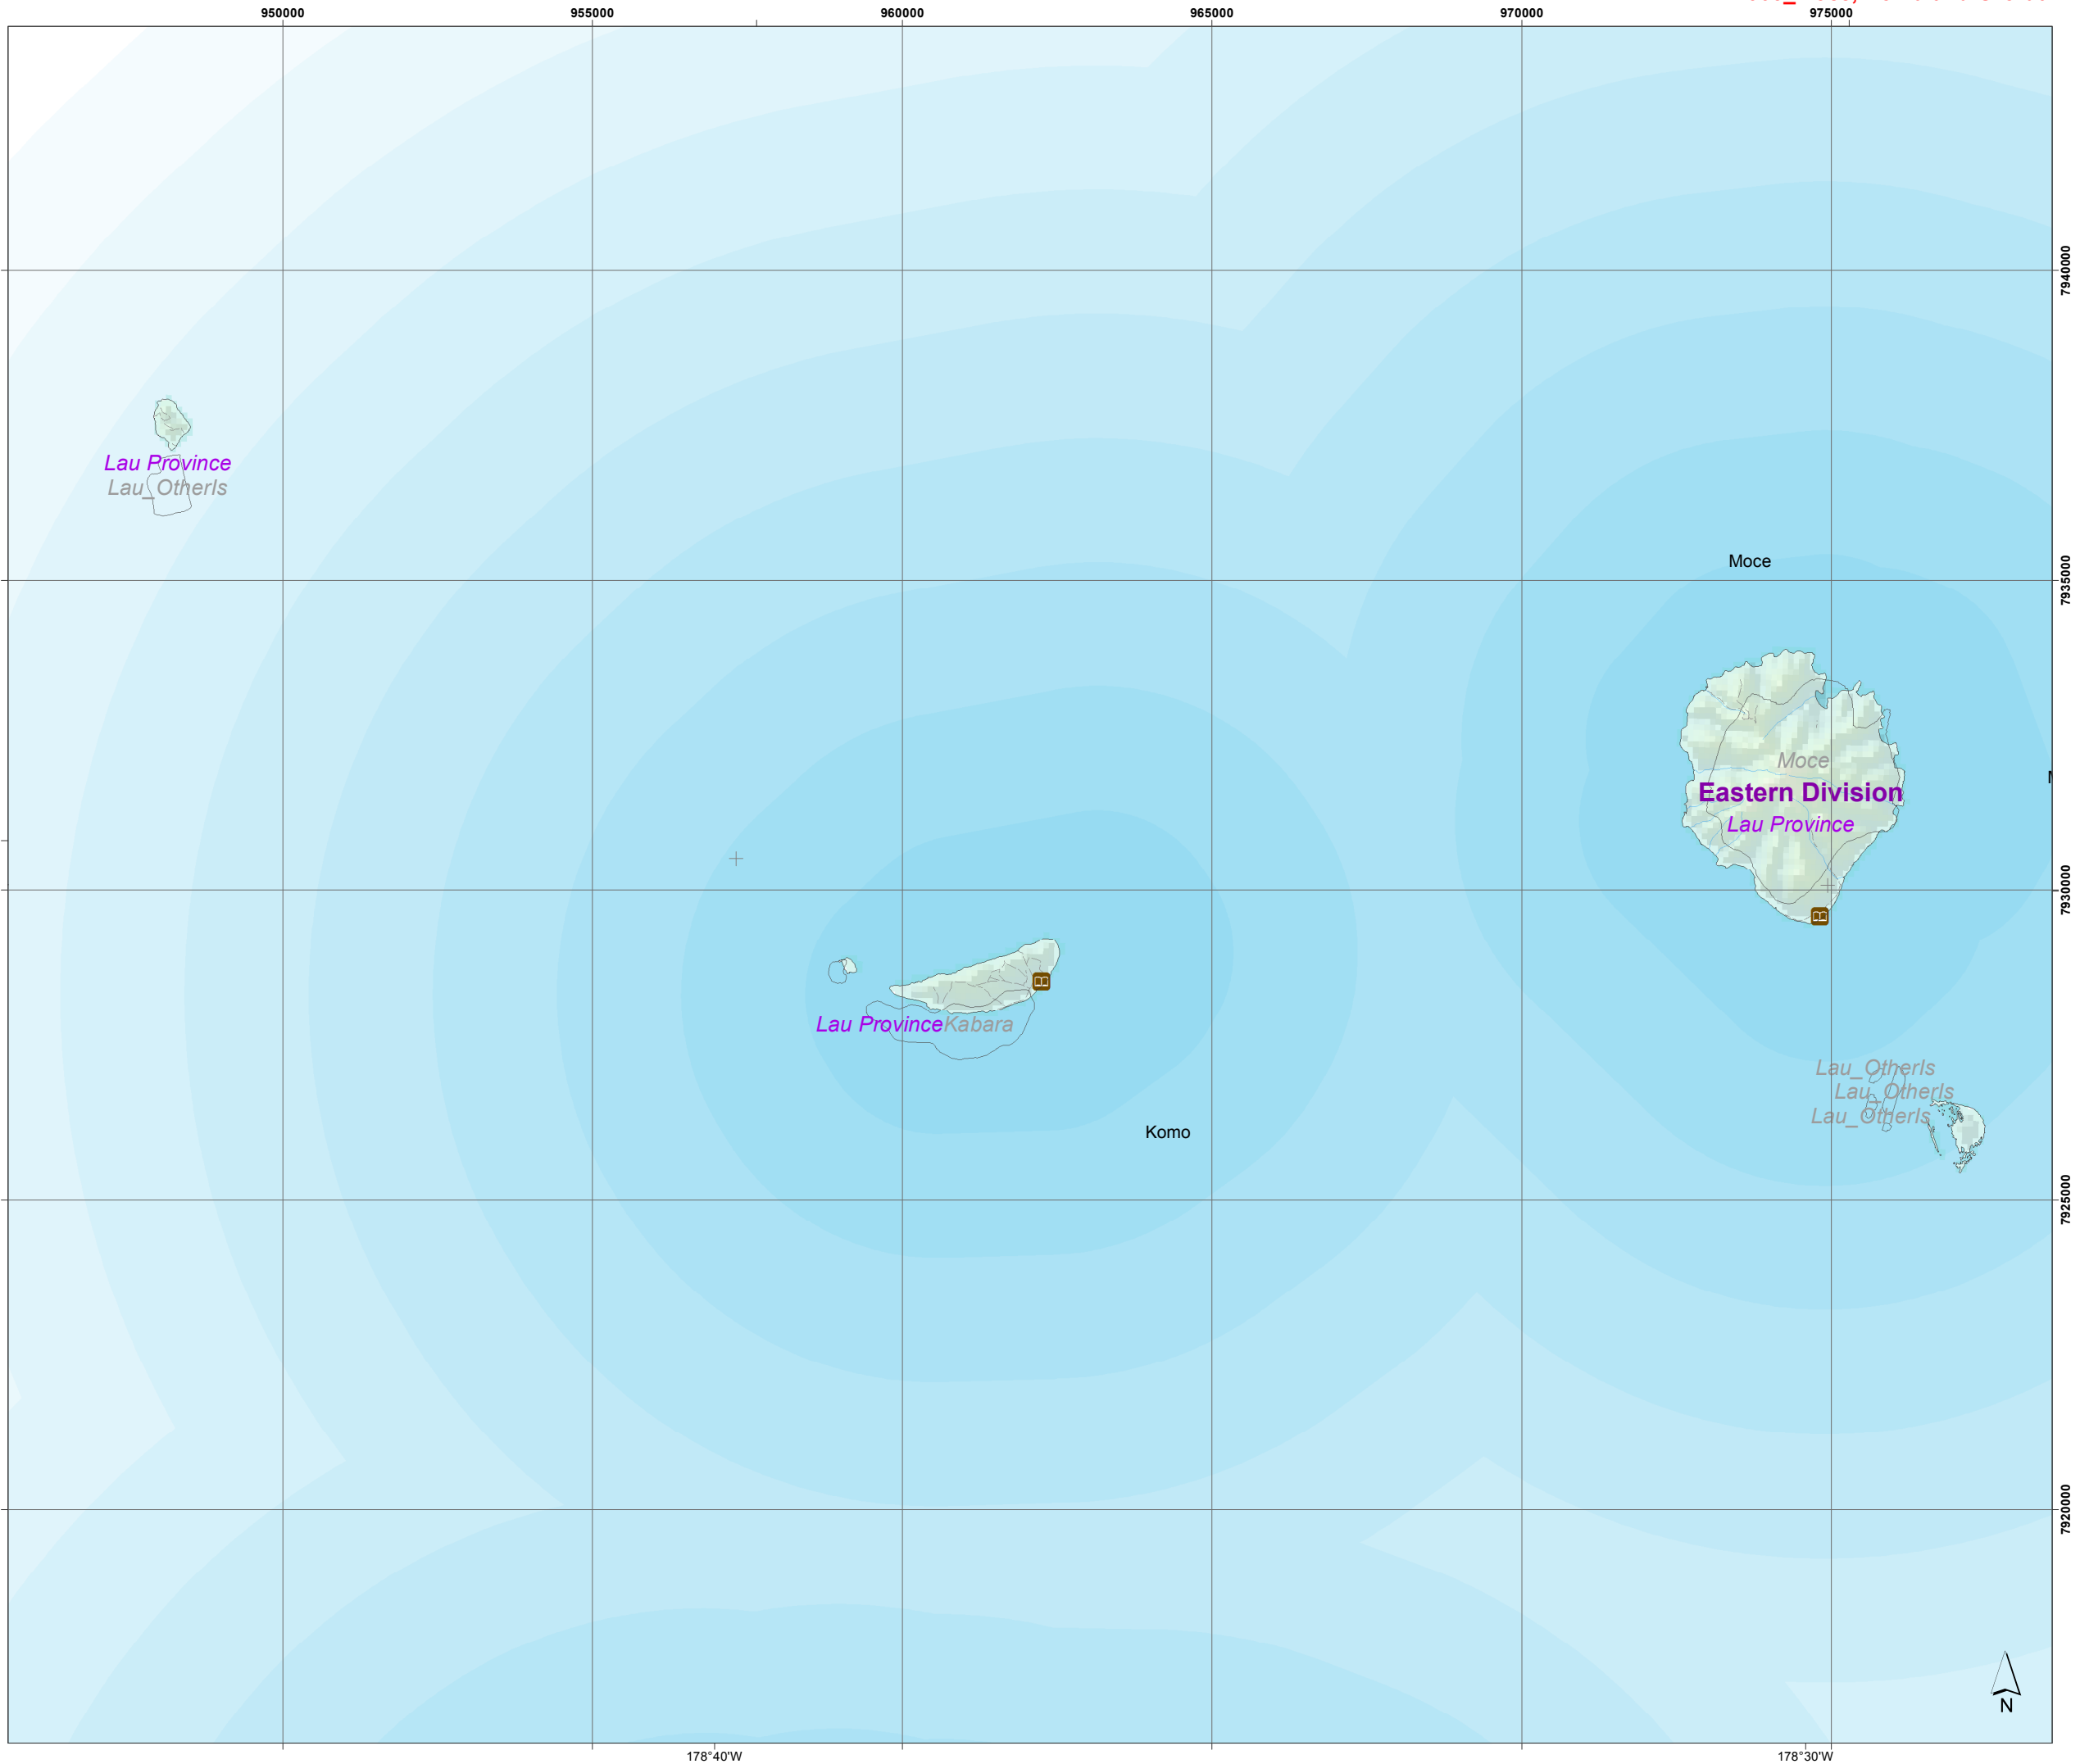 950000 955000 960000 965000 970000 975000
7940000
Lau Province
Lau_OtherIs
Moce
7935000
Moce
Eastern Division
Lau Province
7930000
Lau Province Kabara
Lau_OtherIs
Lau_OtherIs
Lau_OtherIs
Komo
7925000
7920000
N
178°40'W 178°30'W